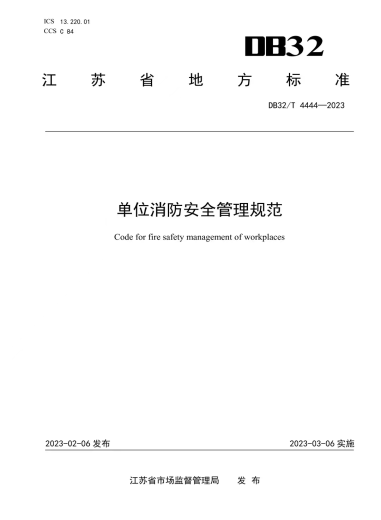 ICS 13.220.01
CCS C 84
DB32
江苏省地方标准
DB32/T 4444—2023
单位消防安全管理规范
Code for fire safety management of workplaces
2023-02-06 发布
2023-03-06 实施
江苏省市场监督管理局 发 布